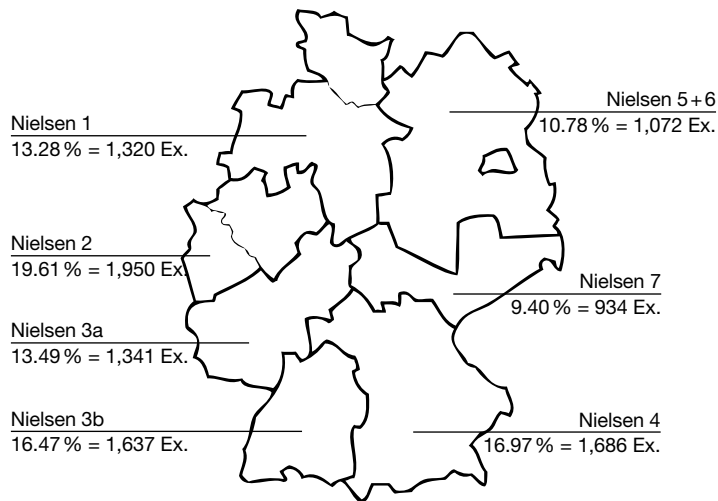 Nielsen 1
13.28 % = 1,320 Ex.
Nielsen 2
19.61 % = 1,950 Ex.
Nielsen 3a
13.49 % = 1,341 Ex.
Nielsen 3b
16.47 % = 1,637 Ex.
Nielsen 5+6
10.78 % = 1,072 Ex.
Nielsen 7
9.40 % = 934 Ex.
Nielsen 4
16.97 % = 1,686 Ex.